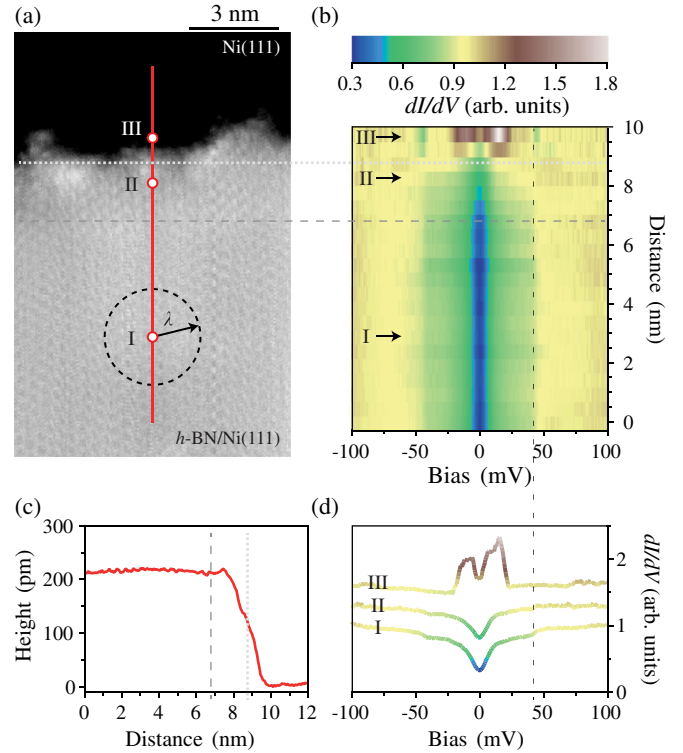 (a)
3 nm
Ni(111)
III
II
I
λ
h-BN/Ni(111)
(b)
0.3 0.6 0.9 1.2 1.5 1.8
dI/dV (arb. units)
III
II
I
10
8
6
4
2
0
Distance (nm)
-100 -50 0 50 100
Bias (mV)
(c)
300
200
100
0
Height (pm)
0 2 4 6 8 10 12
Distance (nm)
(d)
III
II
I
2
1
0
dI/dV (arb. units)
-100 -50 0 50 100
Bias (mV)